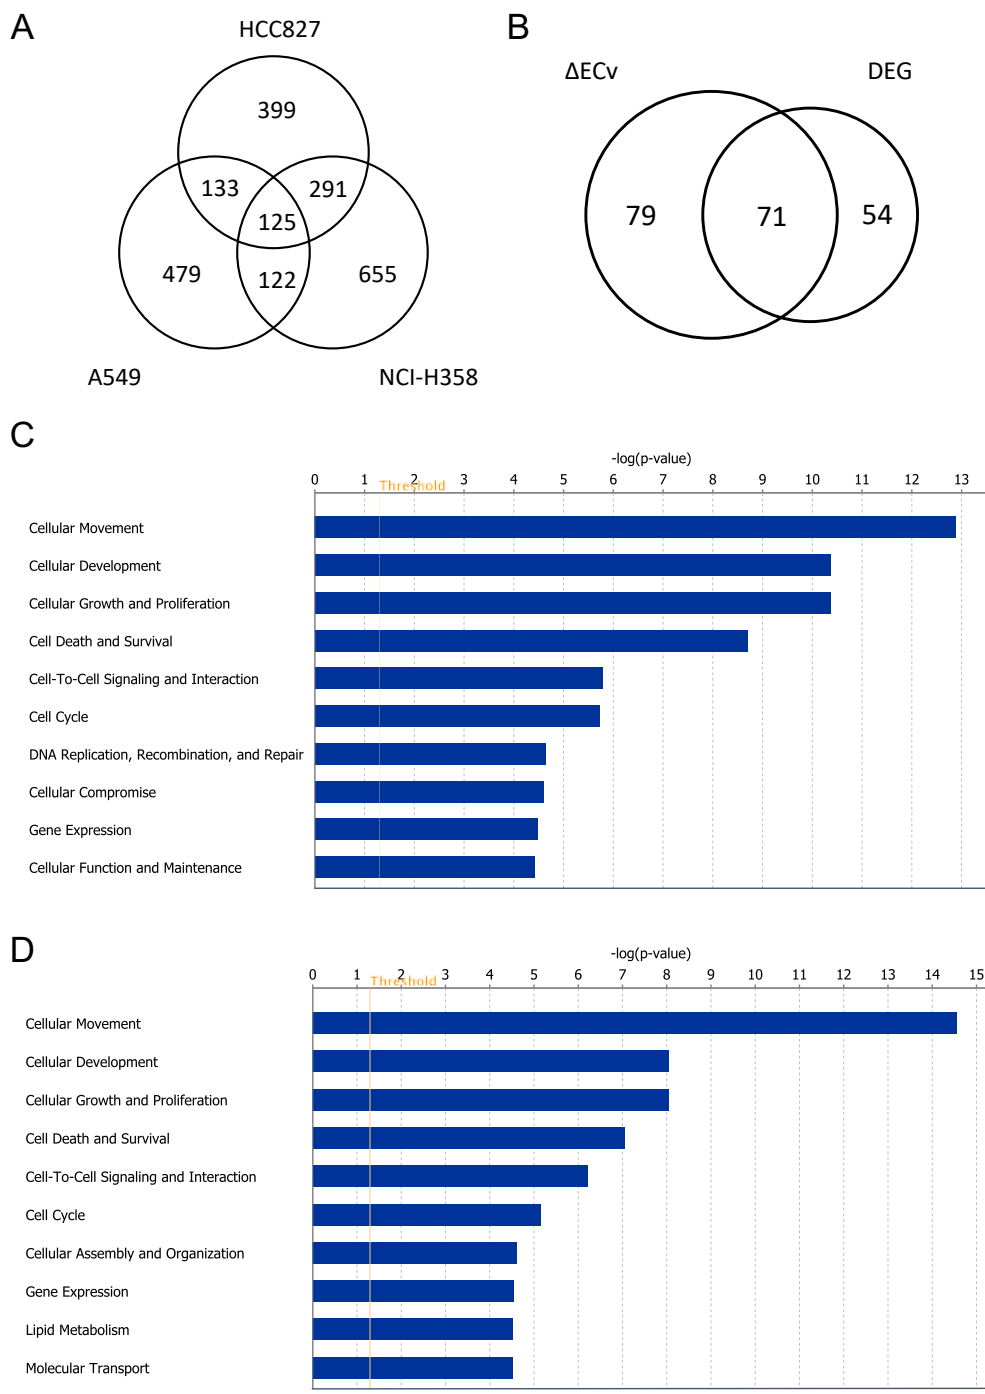 A
HCC827
399
133
291
125
479
122
655
A549
NCI-H358
B
ΔECv
DEG
79
71
54
C
-log(p-value)
0 1 2 3 4 5 6 7 8 9 10 11 12 13
Threshold
Cellular Movement
Cellular Development
Cellular Growth and Proliferation
Cell Death and Survival
Cell-To-Cell Signaling and Interaction
Cell Cycle
DNA Replication, Recombination, and Repair
Cellular Compromise
Gene Expression
Cellular Function and Maintenance
D
-log(p-value)
0 1 2 3 4 5 6 7 8 9 10 11 12 13 14 15
Threshold
Cellular Movement
Cellular Development
Cellular Growth and Proliferation
Cell Death and Survival
Cell-To-Cell Signaling and Interaction
Cell Cycle
Cellular Assembly and Organization
Gene Expression
Lipid Metabolism
Molecular Transport